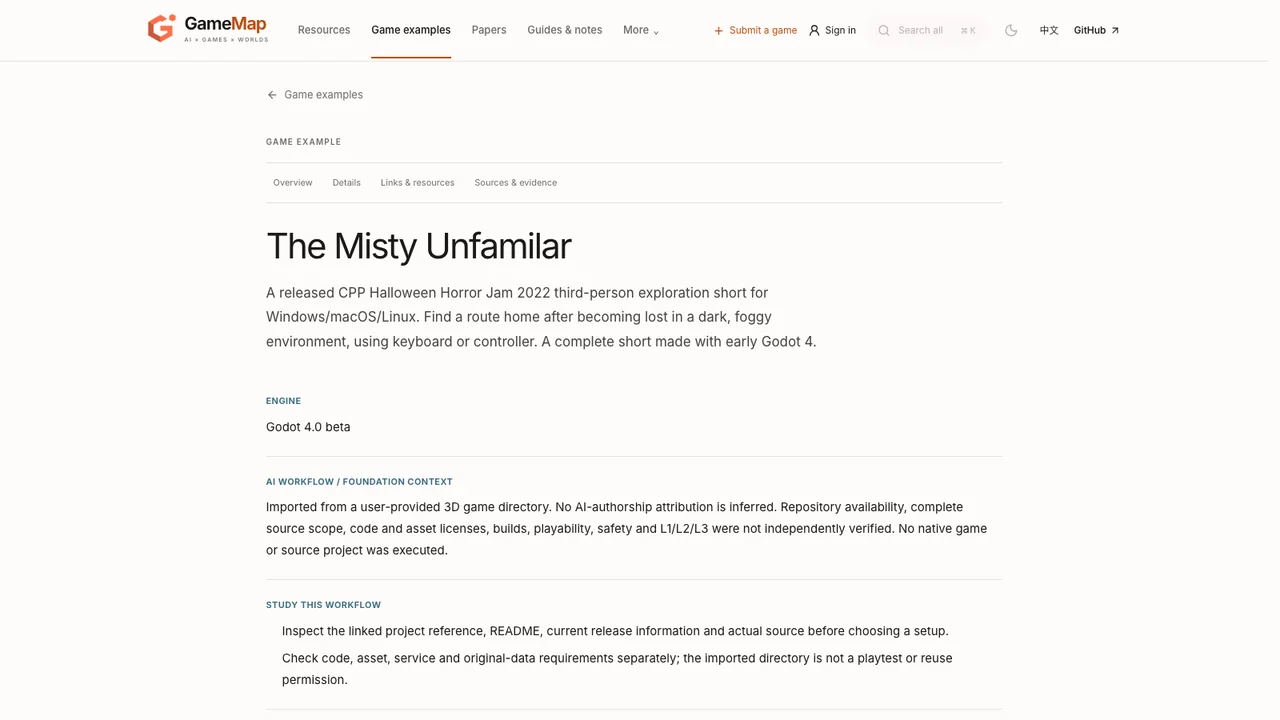 GameMap
AI × GAMES × WORLDS
Resources
Game examples
Papers
Guides & notes
More
+ Submit a game
Sign in
Search all
⌘ K
中文
GitHub ↗
← Game examples
GAME EXAMPLE
Overview
Details
Links & resources
Sources & evidence
The Misty Unfamilar
A released CPP Halloween Horror Jam 2022 third-person exploration short for
Windows/macOS/Linux. Find a route home after becoming lost in a dark, foggy
environment, using keyboard or controller. A complete short made with early Godot 4.
ENGINE
Godot 4.0 beta
AI WORKFLOW / FOUNDATION CONTEXT
Imported from a user-provided 3D game directory. No AI-authorship attribution is inferred. Repository availability, complete
source scope, code and asset licenses, builds, playability, safety and L1/L2/L3 were not independently verified. No native game
or source project was executed.
STUDY THIS WORKFLOW
Inspect the linked project reference, README, current release information and actual source before choosing a setup.
Check code, asset, service and original-data requirements separately; the imported directory is not a playtest or reuse
permission.